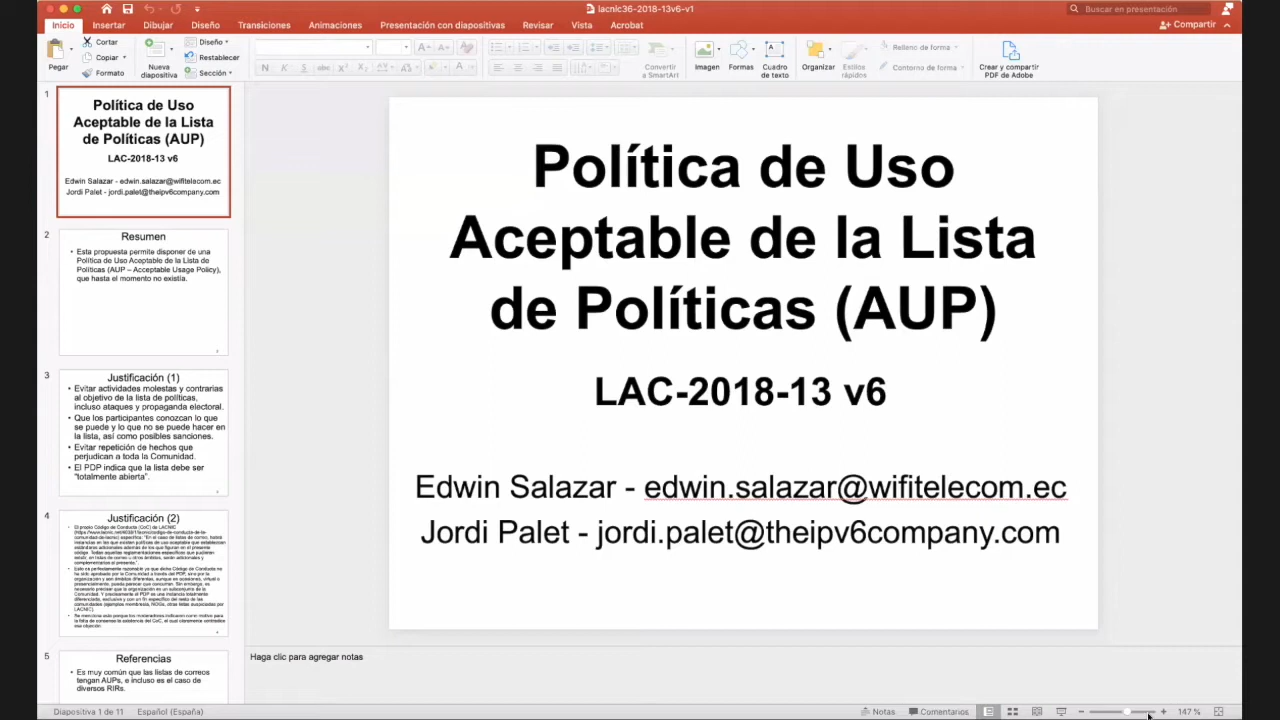 lacnic36-2018-13v6-v1
Buscar en presentación
Inicio
Insertar
Dibujar
Diseño
Transiciones
Animaciones
Presentación con diapositivas
Revisar
Vista
Acrobat
Compartir
Pegar
Cortar
Copiar
Formato
Nueva diapositiva
Diseño
Restablecer
Sección
Convertir a SmartArt
Imagen
Formas
Cuadro de texto
Organizar
Estilos rápidos
Relleno de forma
Contorno de forma
Crear y compartir PDF de Adobe
1
Política de Uso
Aceptable de la Lista
de Políticas (AUP)
LAC-2018-13 v6
Edwin Salazar - edwin.salazar@wifitelecom.ec
Jordi Palet - jordi.palet@theipv6company.com
2
Resumen
• Esta propuesta permite disponer de una
Política de Uso Aceptable de la Lista de
Políticas (AUP – Acceptable Usage Policy),
que hasta el momento no existía.
3
Justificación (1)
• Evitar actividades molestas y contrarias
al objetivo de la lista de políticas,
incluso ataques y propaganda electoral.
• Que los participantes conozcan lo que
se puede y lo que no se puede hacer en
la lista, así como posibles sanciones.
• Evitar repetición de hechos que
perjudican a toda la Comunidad.
• El PDP indica que la lista debe ser
“totalmente abierta”.
4
Justificación (2)
5
Referencias
• Es muy común que las listas de correos
tengan AUPs, e incluso es el caso de
diversos RIRs.
Política de Uso
Aceptable de la Lista
de Políticas (AUP)
LAC-2018-13 v6
Edwin Salazar - edwin.salazar@wifitelecom.ec
Jordi Palet - jordi.palet@theipv6company.com
Haga clic para agregar notas
Diapositiva 1 de 11
Español (España)
Notas
Comentarios
147 %